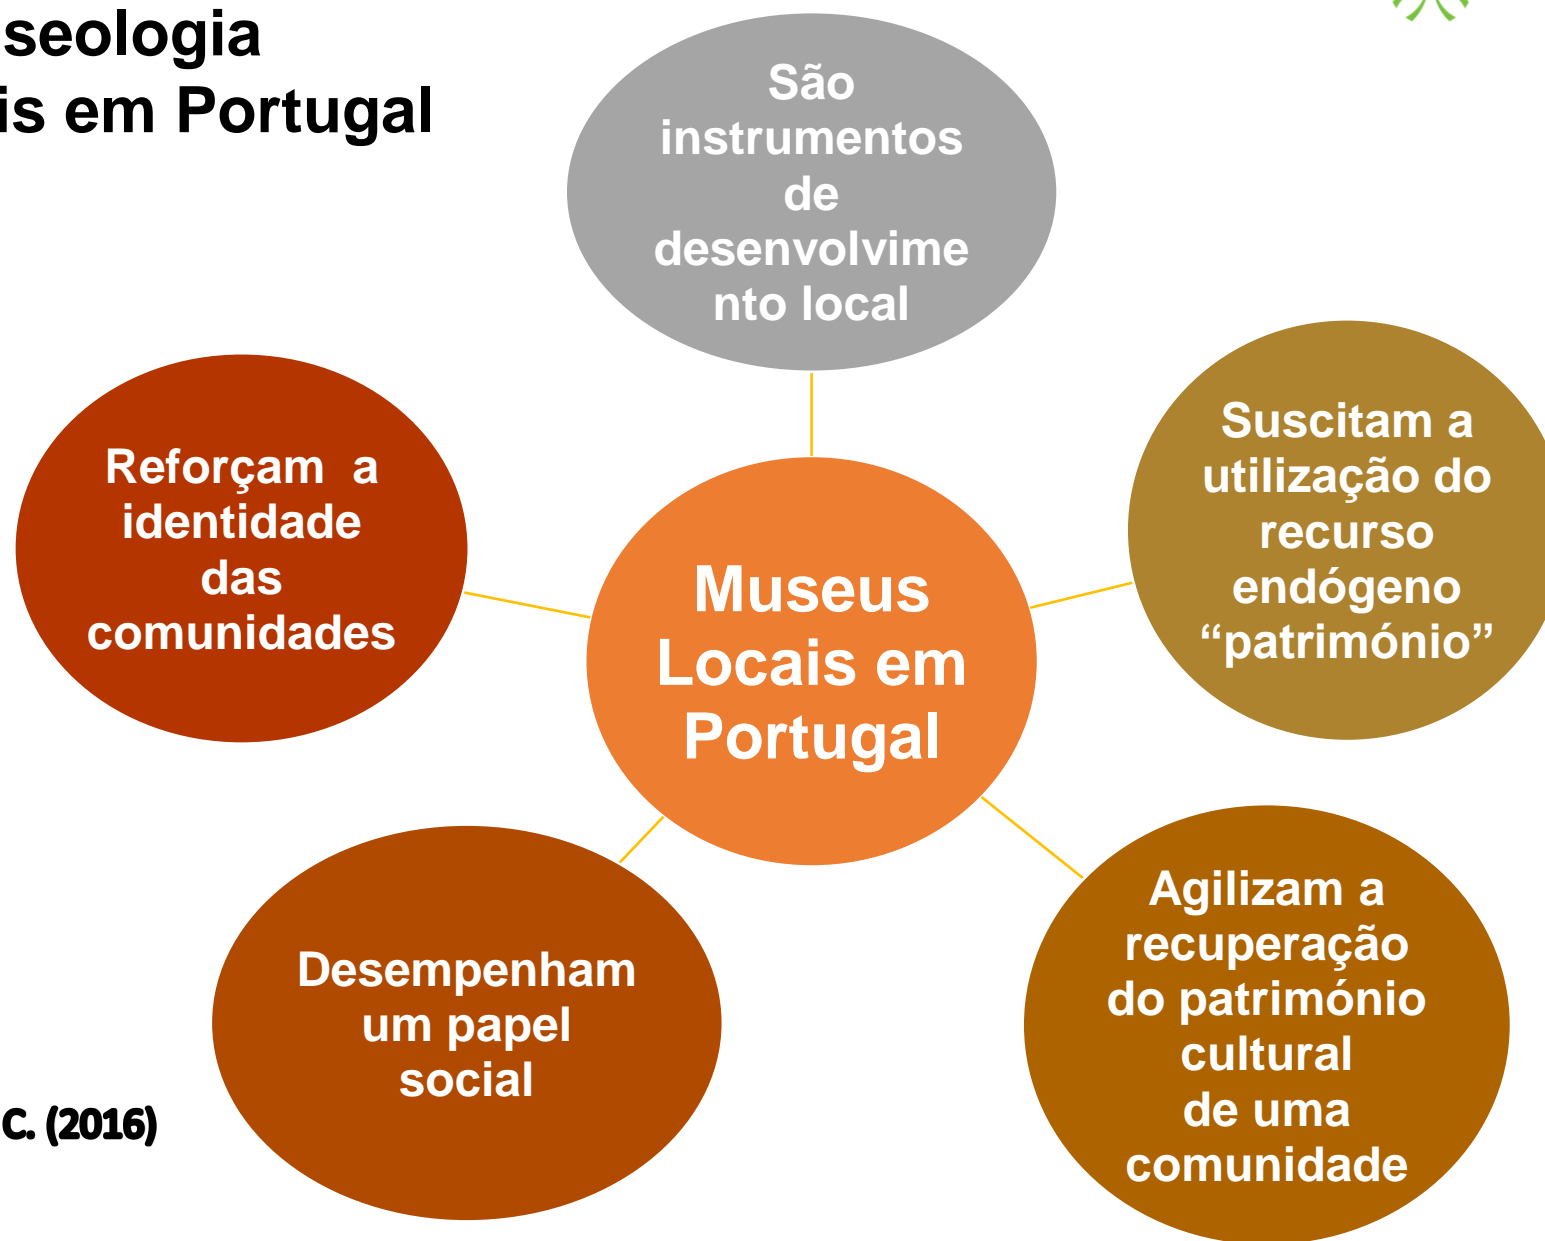 seologia
is em Portugal
São
instrumentos
de
desenvolvime
nto local
Suscitam a
utilização do
recurso
endógeno
“património”
Reforçam  a
identidade
das
comunidades
Museus
Locais em
Portugal
Agilizam a
recuperação
do património
cultural
de uma
comunidade
Desempenham
um papel
social
C. (2016)